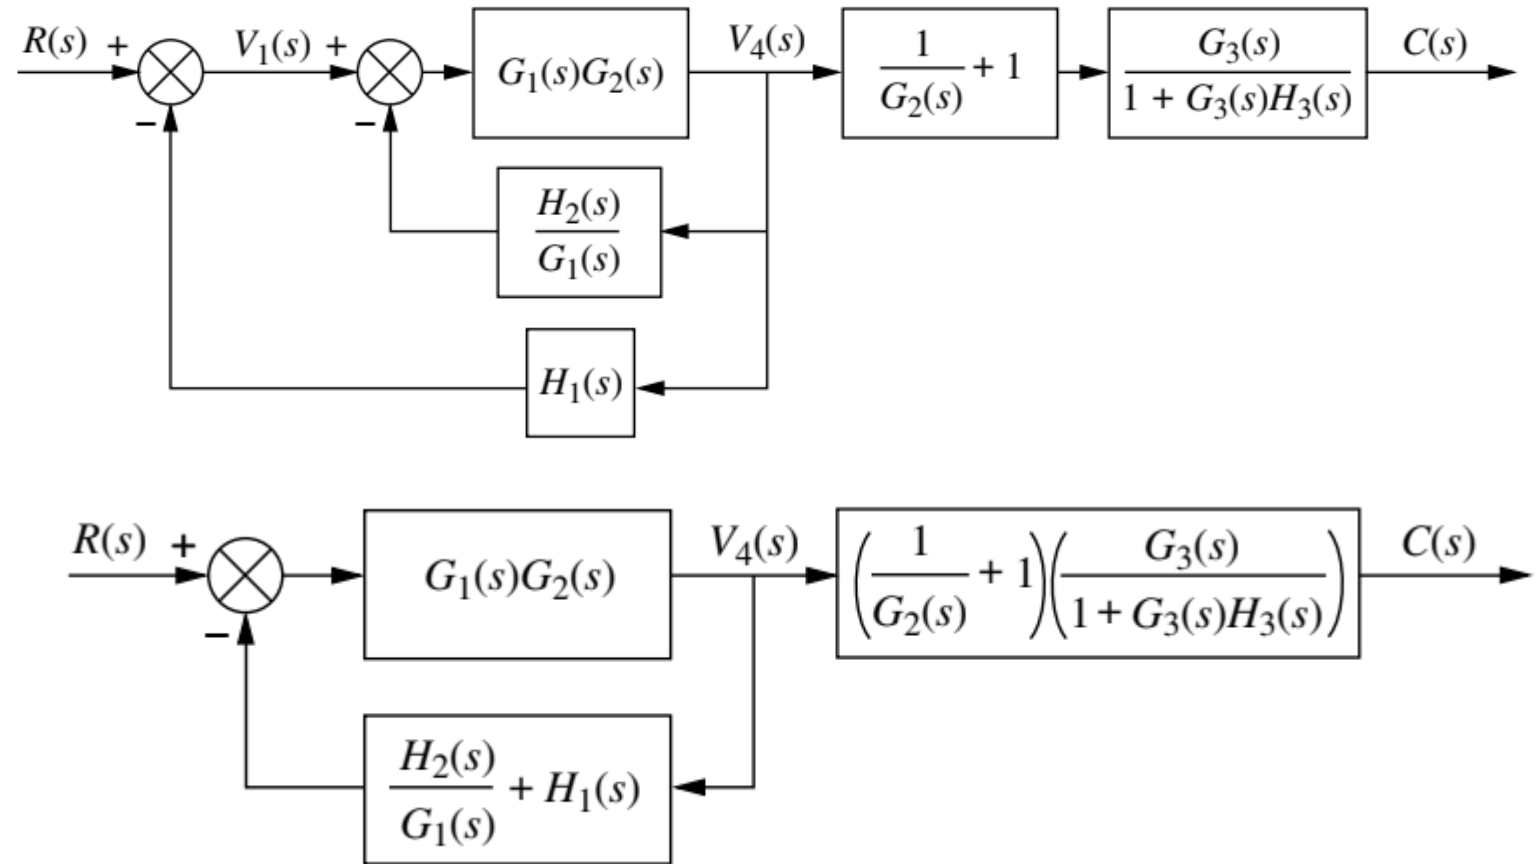 R(s) + V₁(s) + G₁(s)G₂(s) V₄(s) 1/G₂(s) + 1 G₃(s)/(1 + G₃(s)H₃(s)) C(s)
− −
H₂(s)/G₁(s)
H₁(s)
R(s) + G₁(s)G₂(s) V₄(s) (1/G₂(s) + 1)(G₃(s)/(1 + G₃(s)H₃(s))) C(s)
−
H₂(s)/G₁(s) + H₁(s)